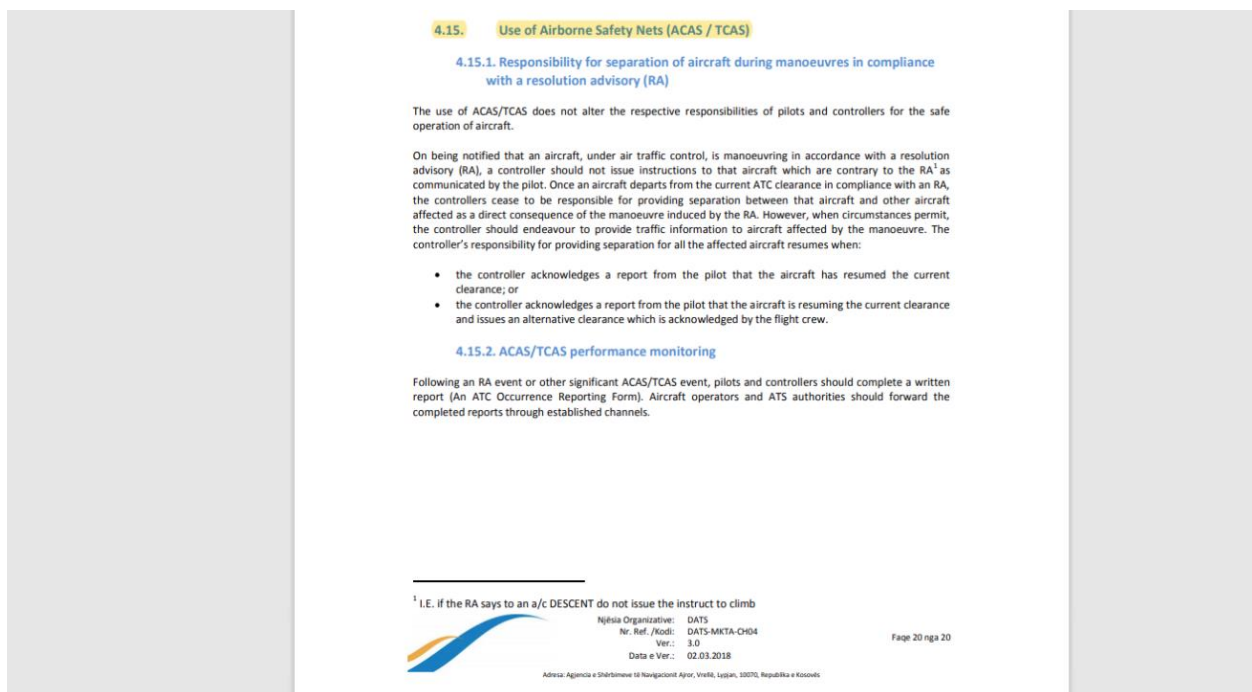 4.15. Use of Airborne Safety Nets (ACAS / TCAS)
4.15.1. Responsibility for separation of aircraft during manoeuvres in compliance
with a resolution advisory (RA)
The use of ACAS/TCAS does not alter the respective responsibilities of pilots and controllers for the safe
operation of aircraft.
On being notified that an aircraft, under air traffic control, is manoeuvring in accordance with a resolution
advisory (RA), a controller should not issue instructions to that aircraft which are contrary to the RA¹ as
communicated by the pilot. Once an aircraft departs from the current ATC clearance in compliance with an RA,
the controllers cease to be responsible for providing separation between that aircraft and other aircraft
affected as a direct consequence of the manoeuvre induced by the RA. However, when circumstances permit,
the controller should endeavour to provide traffic information to aircraft affected by the manoeuvre. The
controller's responsibility for providing separation for all the affected aircraft resumes when:
• the controller acknowledges a report from the pilot that the aircraft has resumed the current
clearance; or
• the controller acknowledges a report from the pilot that the aircraft is resuming the current clearance
and issues an alternative clearance which is acknowledged by the flight crew.
4.15.2. ACAS/TCAS performance monitoring
Following an RA event or other significant ACAS/TCAS event, pilots and controllers should complete a written
report (An ATC Occurrence Reporting Form). Aircraft operators and ATS authorities should forward the
completed reports through established channels.
¹ I.E. if the RA says to an a/c DESCENT do not issue the instruct to climb
Njësia Organizative: DATS
Nr. Ref. /Kodi: DATS-MKTA-CH04
Ver.: 3.0
Data e Ver.: 02.03.2018
Faqe 20 nga 20
Adresa: Agjencia e Shërbimeve të Navigacionit Ajror, Vrellë, Lypjan, 10070, Republika e Kosovës